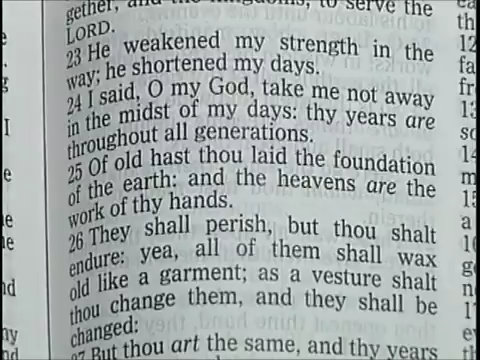 gether, and the kingdoms, to serve the
LORD.
23 He weakened my strength in the
way; he shortened my days.
24 I said, O my God, take me not away
in the midst of my days: thy years are
throughout all generations.
25 Of old hast thou laid the foundation
of the earth: and the heavens are the
work of thy hands.
26 They shall perish, but thou shalt
endure: yea, all of them shall wax
old like a garment; as a vesture shalt
thou change them, and they shall be
changed:
27 But thou art the same, and thy years